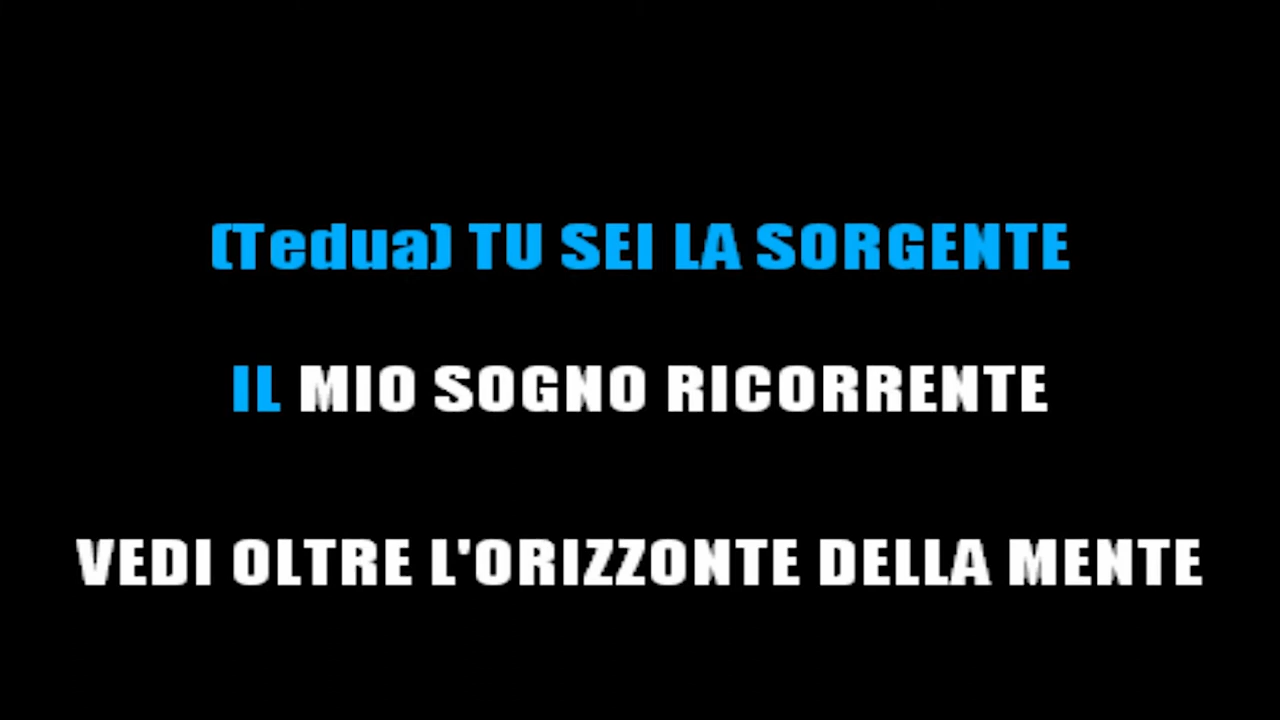 (Tedua) TU SEI LA SORGENTE
IL MIO SOGNO RICORRENTE
VEDI OLTRE L'ORIZZONTE DELLA MENTE